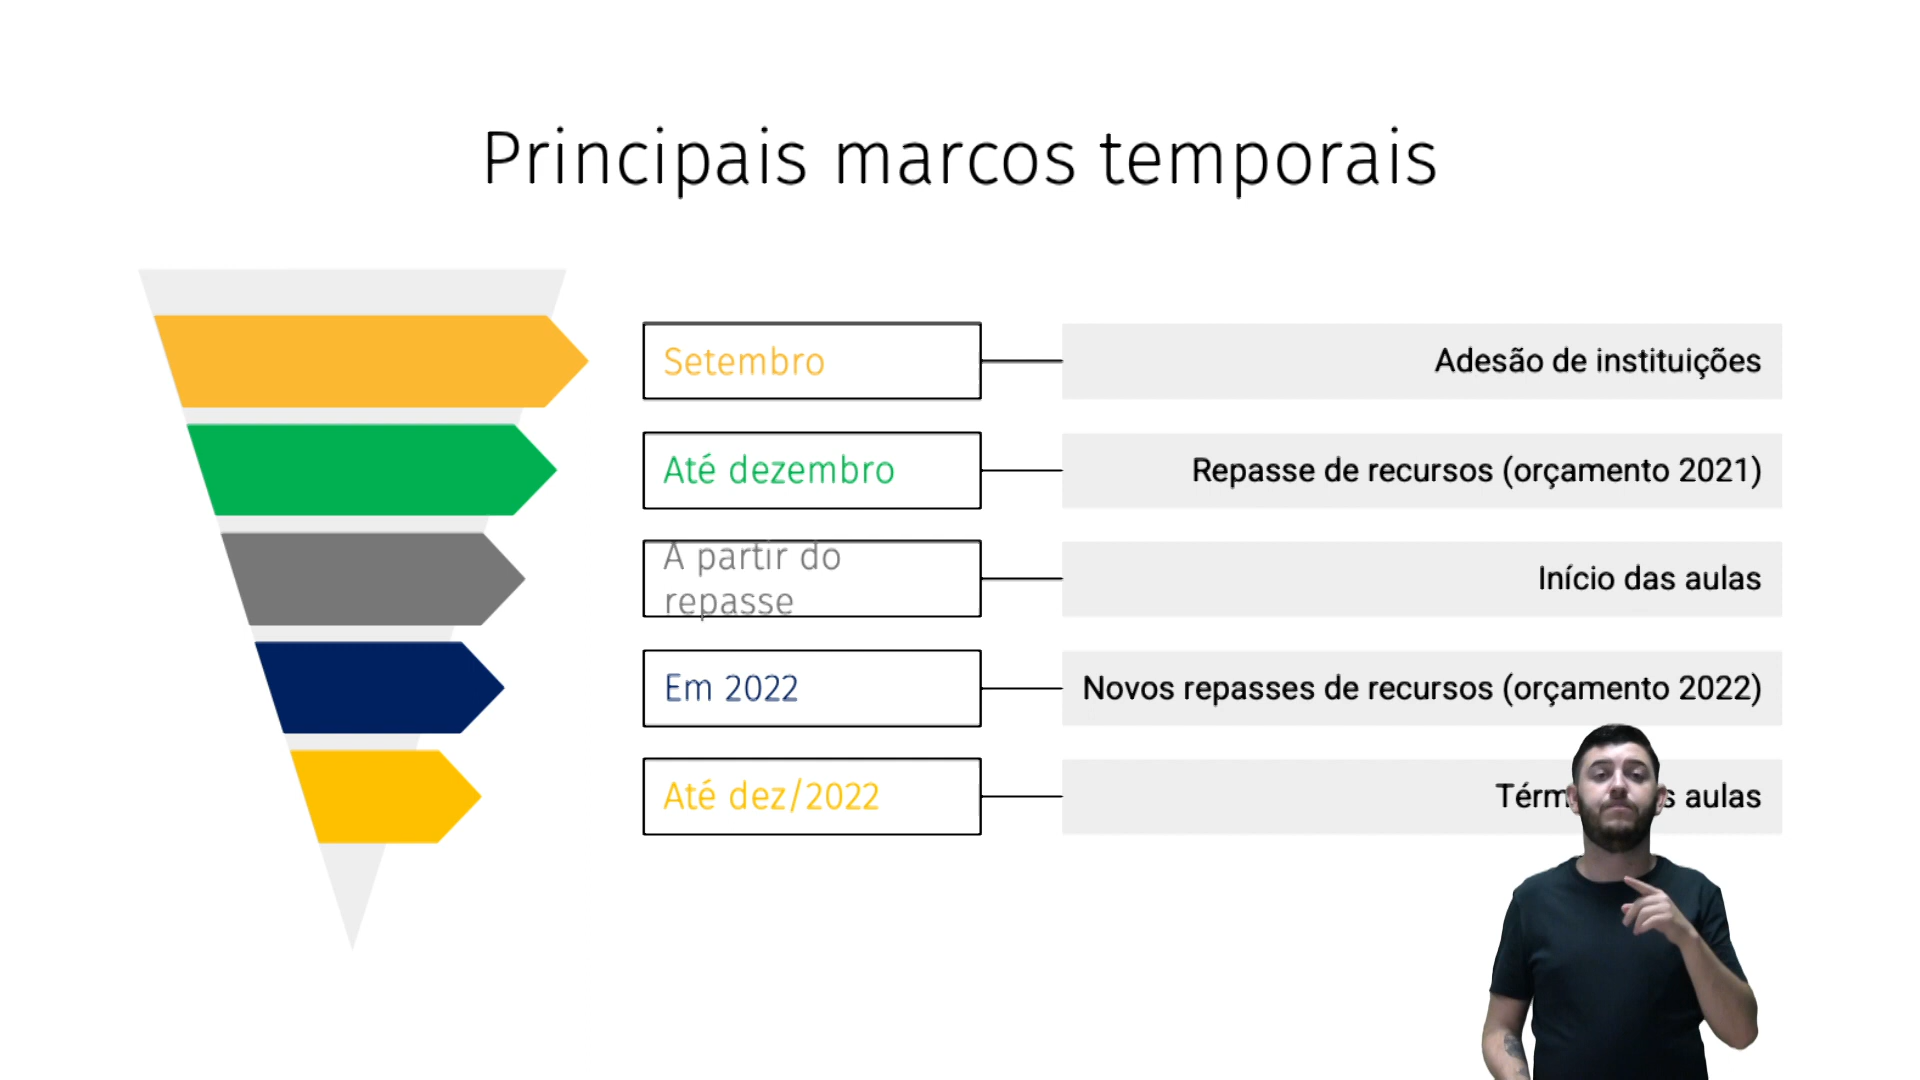 Principais marcos temporais
Setembro
Adesão de instituições
Até dezembro
Repasse de recursos (orçamento 2021)
A partir do
repasse
Início das aulas
Em 2022
Novos repasses de recursos (orçamento 2022)
Até dez/2022
aulas